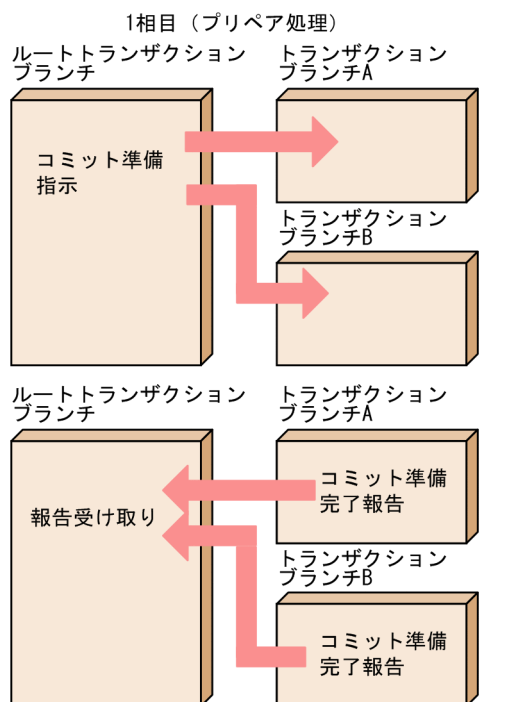 1相目（プリペア処理）
ルートトランザクション
ブランチ
トランザクション
ブランチA
コミット準備
指示
トランザクション
ブランチB
ルートトランザクション
ブランチ
トランザクション
ブランチA
報告受け取り
コミット準備
完了報告
トランザクション
ブランチB
コミット準備
完了報告